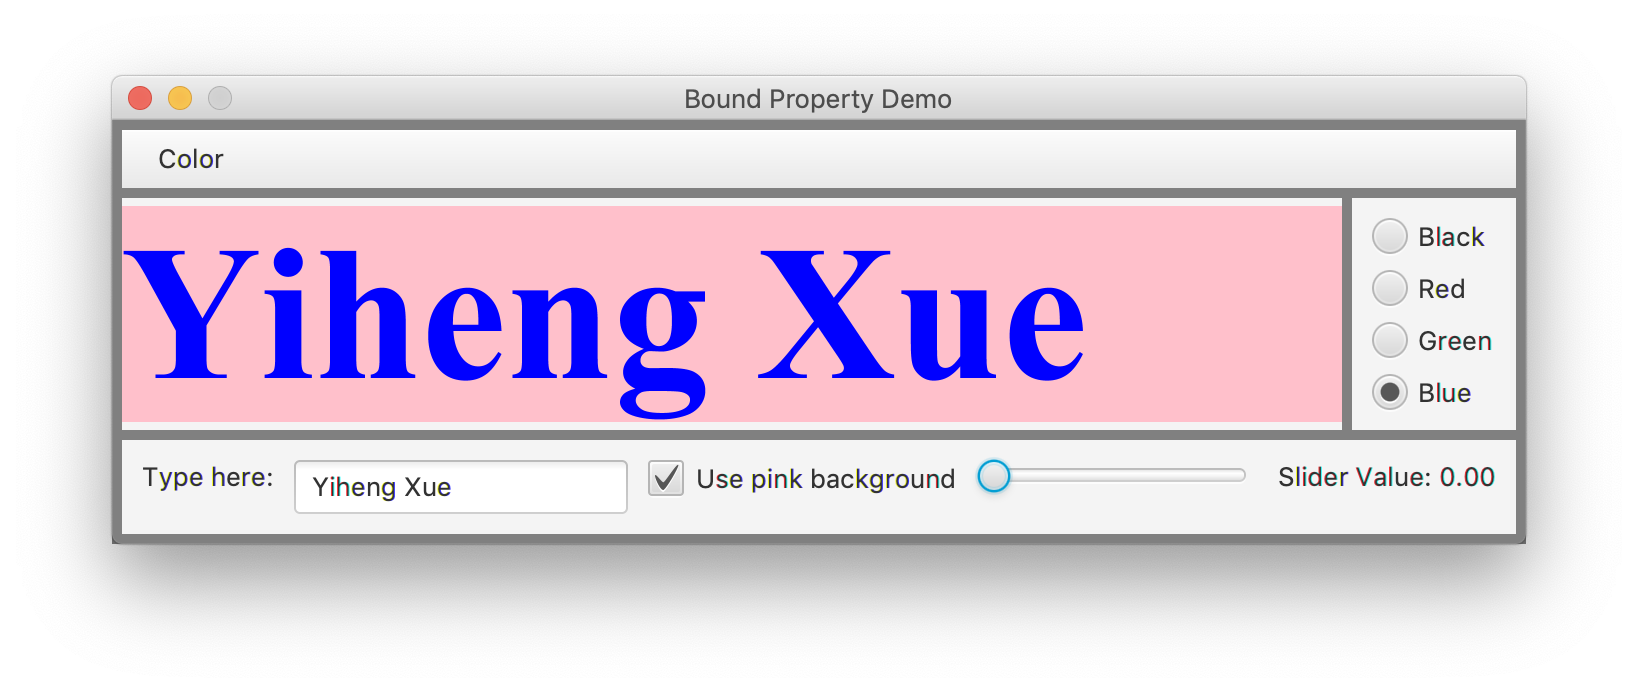 Bound Property Demo
Color
Yiheng Xue
Black
Red
Green
Blue
Type here: Yiheng Xue Use pink background Slider Value: 0.00